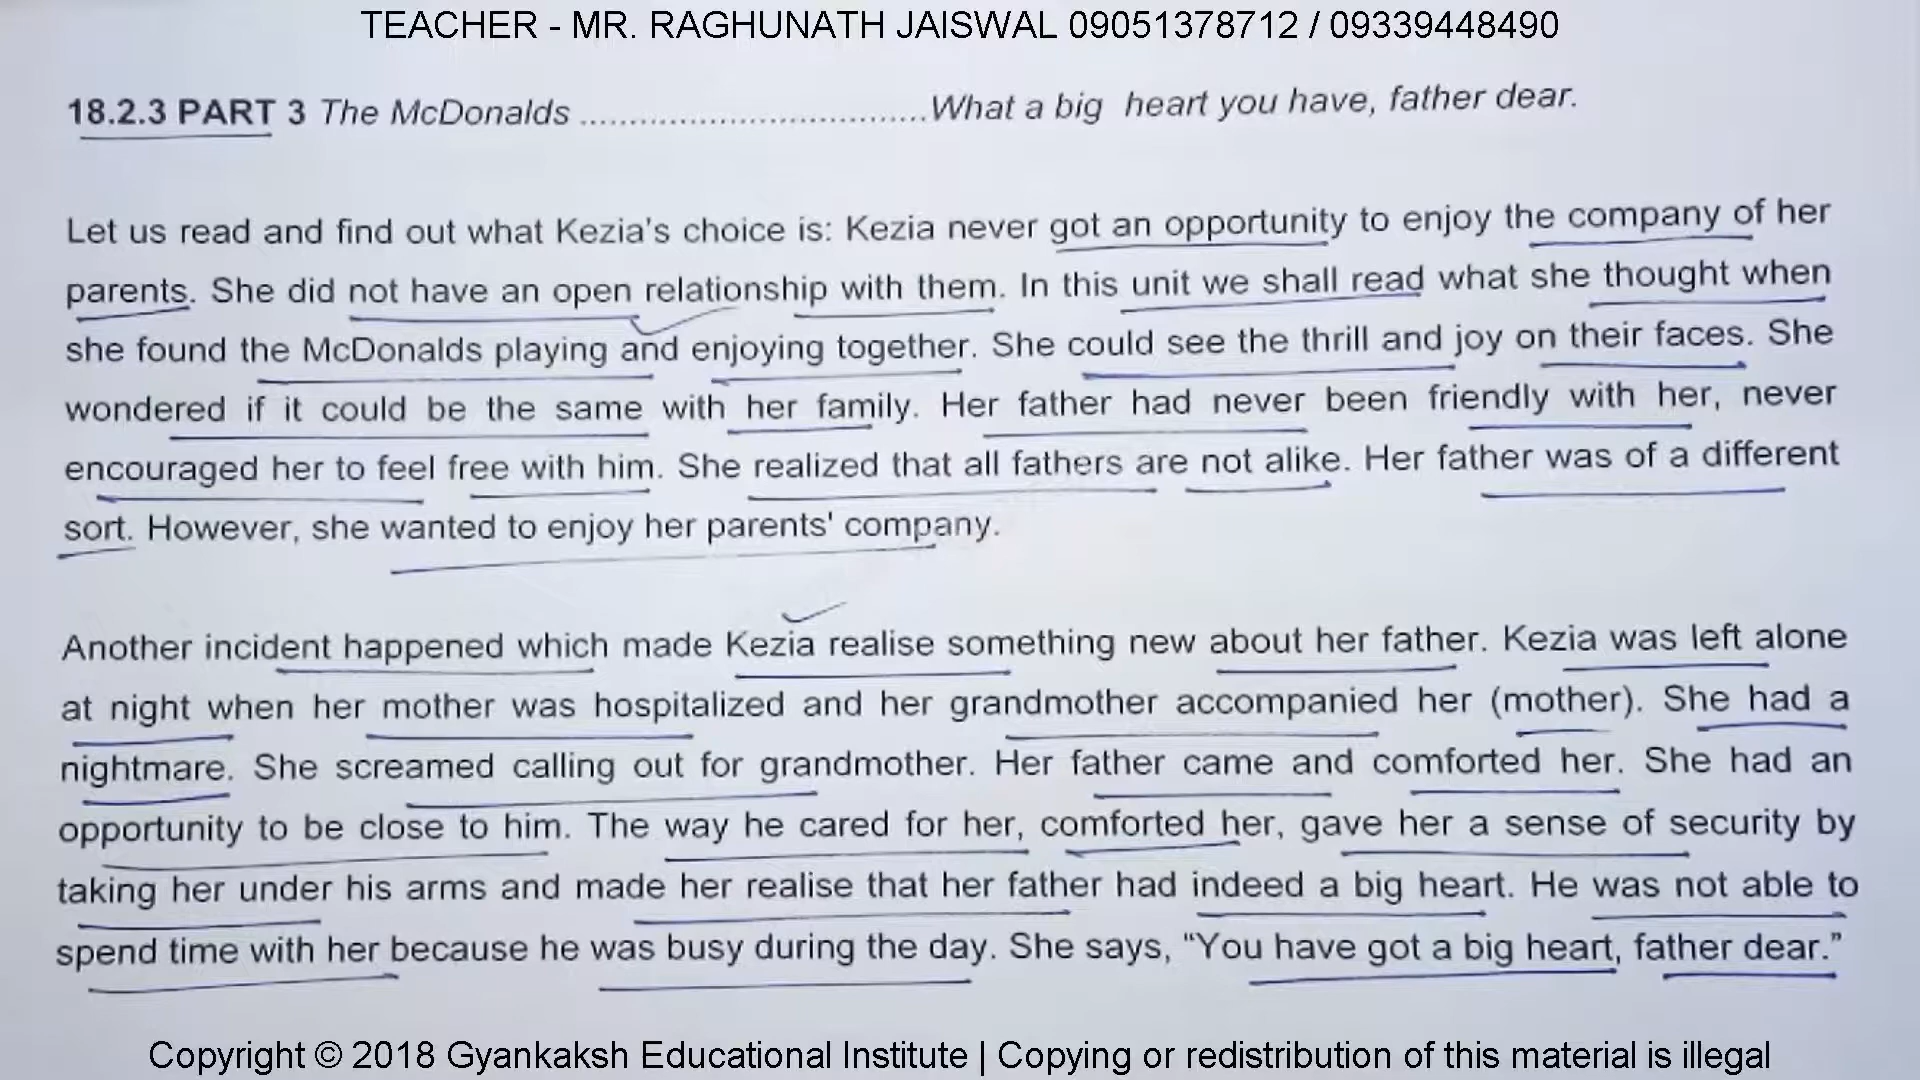 TEACHER - MR. RAGHUNATH JAISWAL 09051378712 / 09339448490
18.2.3 PART 3 The McDonalds ..................................What a big heart you have, father dear.
Let us read and find out what Kezia's choice is: Kezia never got an opportunity to enjoy the company of her
parents. She did not have an open relationship with them. In this unit we shall read what she thought when
she found the McDonalds playing and enjoying together. She could see the thrill and joy on their faces. She
wondered if it could be the same with her family. Her father had never been friendly with her, never
encouraged her to feel free with him. She realized that all fathers are not alike. Her father was of a different
sort. However, she wanted to enjoy her parents' company.
Another incident happened which made Kezia realise something new about her father. Kezia was left alone
at night when her mother was hospitalized and her grandmother accompanied her (mother). She had a
nightmare. She screamed calling out for grandmother. Her father came and comforted her. She had an
opportunity to be close to him. The way he cared for her, comforted her, gave her a sense of security by
taking her under his arms and made her realise that her father had indeed a big heart. He was not able to
spend time with her because he was busy during the day. She says, “You have got a big heart, father dear.”
Copyright © 2018 Gyankaksh Educational Institute | Copying or redistribution of this material is illegal